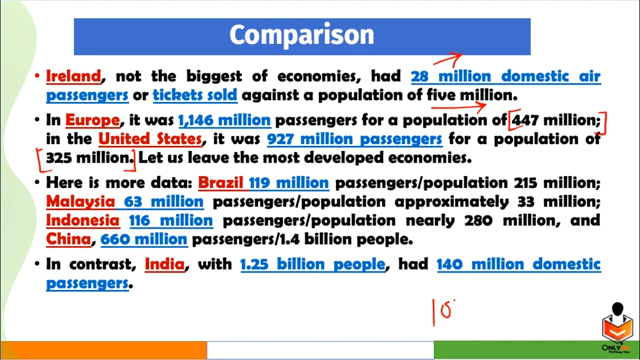 Comparison
• Ireland, not the biggest of economies, had 28 million domestic air
passengers or tickets sold against a population of five million.
• In Europe, it was 1,146 million passengers for a population of 447 million;
in the United States, it was 927 million passengers for a population of
325 million. Let us leave the most developed economies.
• Here is more data: Brazil 119 million passengers/population 215 million;
Malaysia 63 million passengers/population approximately 33 million;
Indonesia 116 million passengers/population nearly 280 million, and
China, 660 million passengers/1.4 billion people.
• In contrast, India, with 1.25 billion people, had 140 million domestic
passengers.